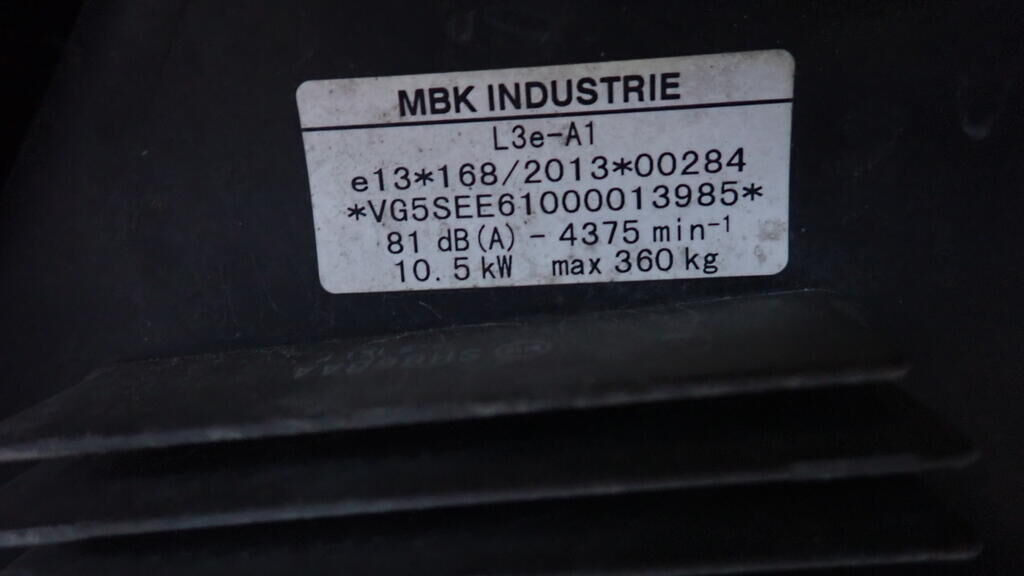 MBK INDUSTRIE
L3e-A1
e13*168/2013*00284
*VG5SEE61000013985*
81 dB(A) - 4375 min⁻¹
10.5 kW max 360 kg